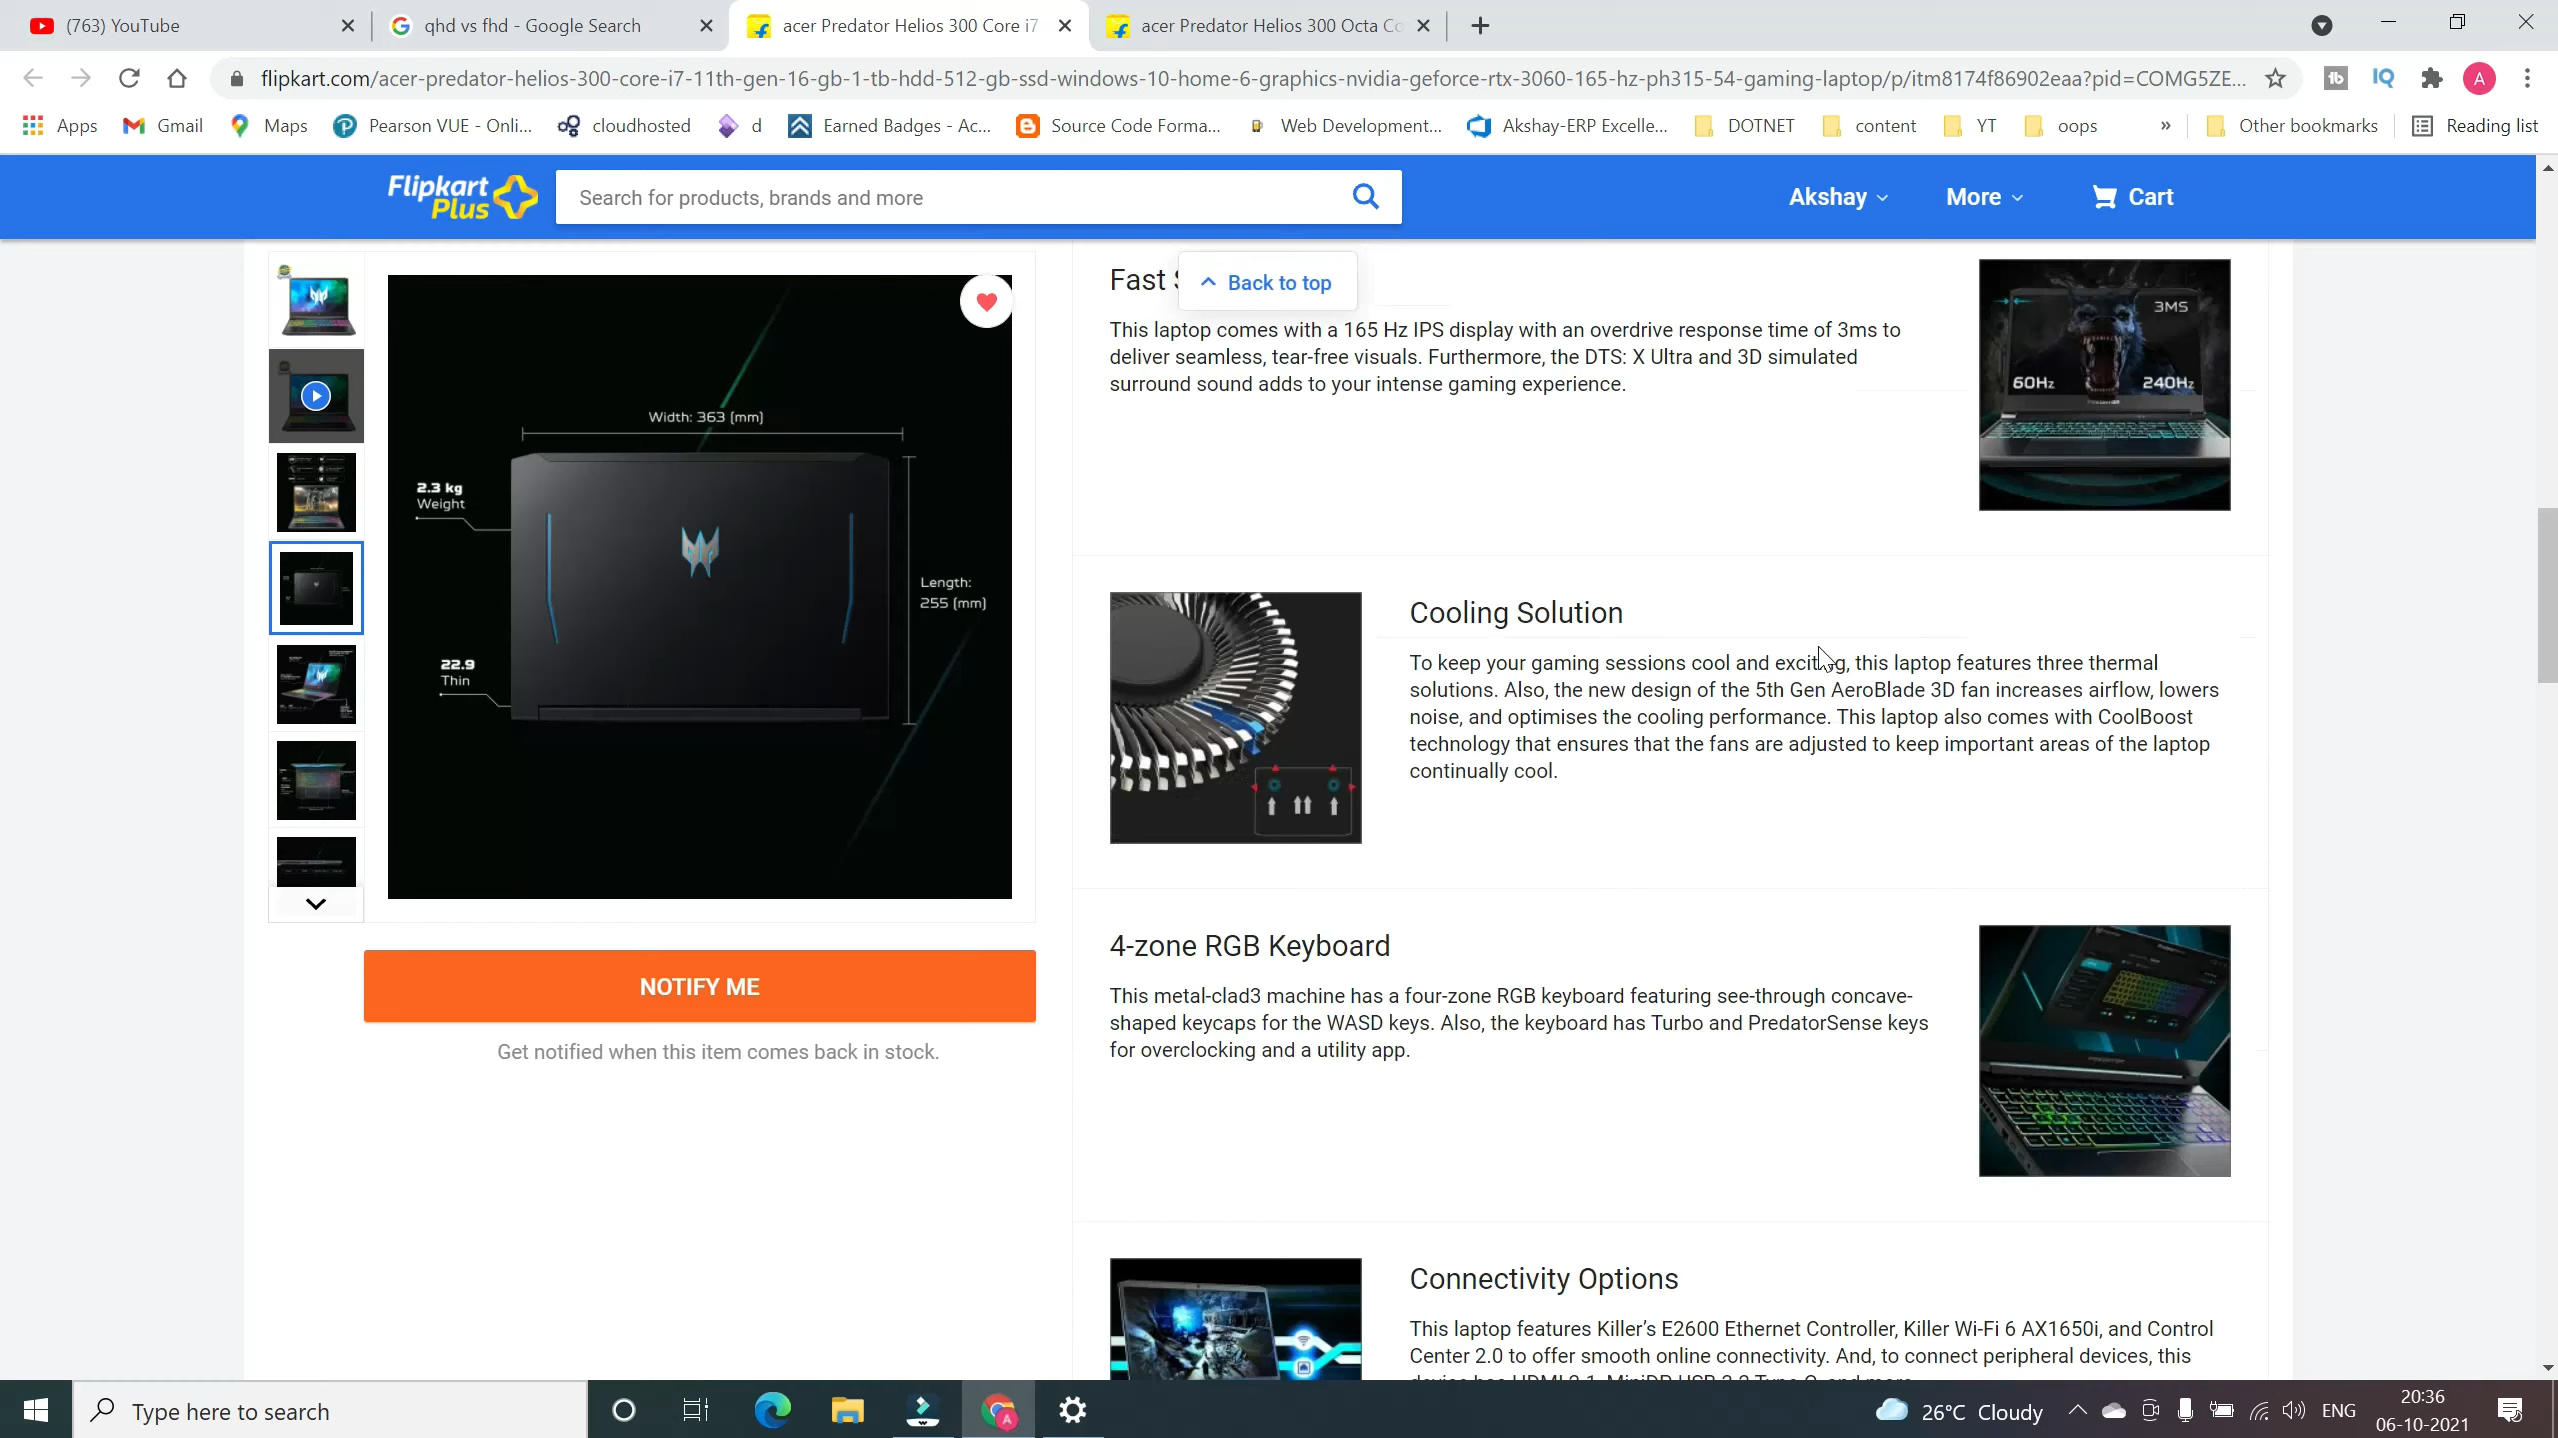 (763) YouTube
qhd vs fhd - Google Search
acer Predator Helios 300 Core i7
acer Predator Helios 300 Octa Co
flipkart.com/acer-predator-helios-300-core-i7-11th-gen-16-gb-1-tb-hdd-512-gb-ssd-windows-10-home-6-graphics-nvidia-geforce-rtx-3060-165-hz-ph315-54-gaming-laptop/p/itm8174f86902eaa?pid=COMG5ZE...
A
Apps
Gmail
Maps
Pearson VUE - Onli...
cloudhosted
d
Earned Badges - Ac...
Source Code Forma...
Web Development...
Akshay-ERP Excelle...
DOTNET
content
YT
oops
»
Other bookmarks
Reading list
Flipkart
Plus
Search for products, brands and more
Akshay
More
Cart
Width: 363 (mm)
2.3 kg
Weight
Length:
255 (mm)
22.9
Thin
NOTIFY ME
Get notified when this item comes back in stock.
Fast
Back to top
This laptop comes with a 165 Hz IPS display with an overdrive response time of 3ms to
deliver seamless, tear-free visuals. Furthermore, the DTS: X Ultra and 3D simulated
surround sound adds to your intense gaming experience.
3MS
60Hz
240Hz
Cooling Solution
To keep your gaming sessions cool and exciting, this laptop features three thermal
solutions. Also, the new design of the 5th Gen AeroBlade 3D fan increases airflow, lowers
noise, and optimises the cooling performance. This laptop also comes with CoolBoost
technology that ensures that the fans are adjusted to keep important areas of the laptop
continually cool.
4-zone RGB Keyboard
This metal-clad3 machine has a four-zone RGB keyboard featuring see-through concave-
shaped keycaps for the WASD keys. Also, the keyboard has Turbo and PredatorSense keys
for overclocking and a utility app.
Connectivity Options
This laptop features Killer's E2600 Ethernet Controller, Killer Wi-Fi 6 AX1650i, and Control
Center 2.0 to offer smooth online connectivity. And, to connect peripheral devices, this
Type here to search
26°C Cloudy
ENG
20:36
06-10-2021